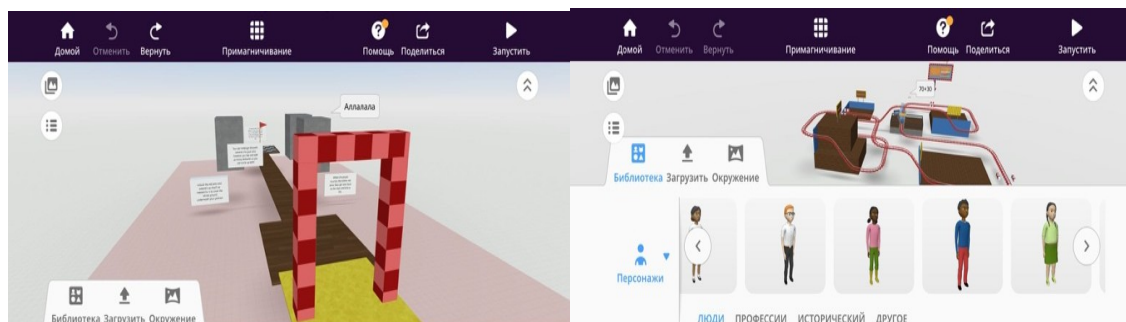 Домой Отменить Вернуть Примагничивание Помощь Поделиться Запустить
Аллалала
Библиотека Загрузить Окружение
Домой Отменить Вернуть Примагничивание Помощь Поделиться Запустить
70+30
Библиотека Загрузить Окружение
Персонажи
ЛЮДИ ПРОФЕССИИ ИСТОРИЧЕСКИЙ ДРУГОЕ